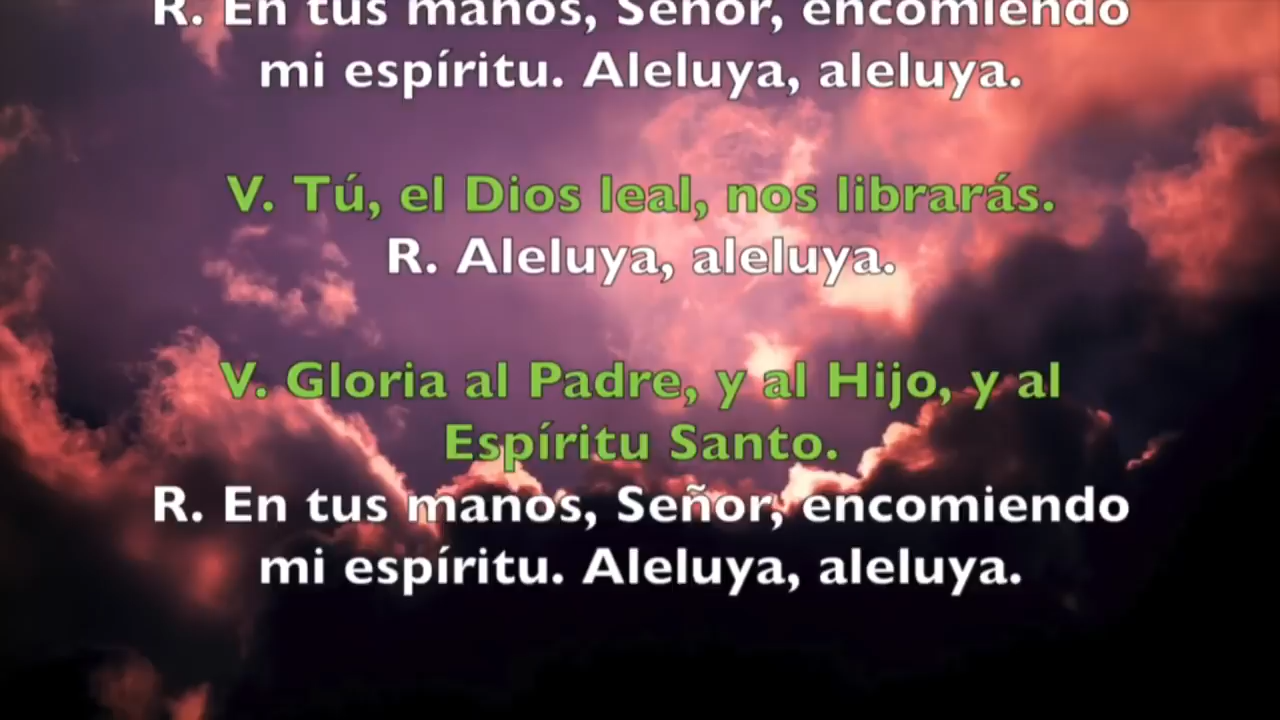 R. En tus manos, Señor, encomiendo
mi espíritu. Aleluya, aleluya.
V. Tú, el Dios leal, nos librarás.
R. Aleluya, aleluya.
V. Gloria al Padre, y al Hijo, y al
Espíritu Santo.
R. En tus manos, Señor, encomiendo
mi espíritu. Aleluya, aleluya.